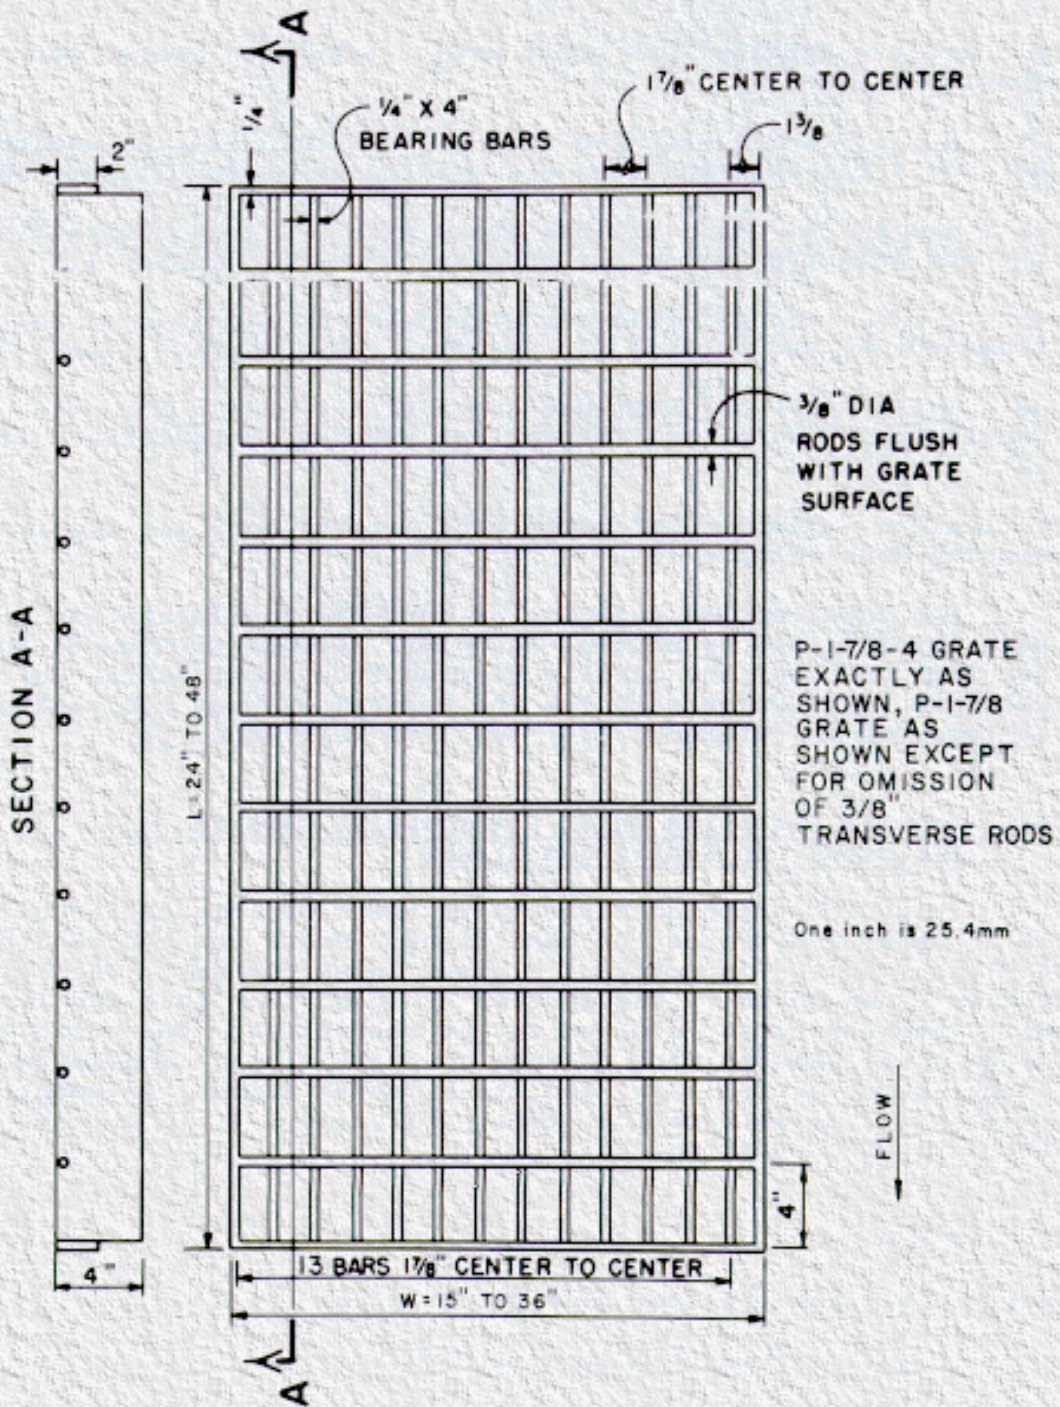 A
1 7/8" CENTER TO CENTER
1/4"
1/4" X 4"
BEARING BARS
1 3/8
2"
3/8" DIA
RODS FLUSH
WITH GRATE
SURFACE
SECTION A-A
L=24" TO 48"
P-1-7/8-4 GRATE
EXACTLY AS
SHOWN, P-1-7/8
GRATE AS
SHOWN EXCEPT
FOR OMISSION
OF 3/8"
TRANSVERSE RODS
One inch is 25.4mm
FLOW
4"
4"
13 BARS 1 7/8" CENTER TO CENTER
W=15" TO 36"
A